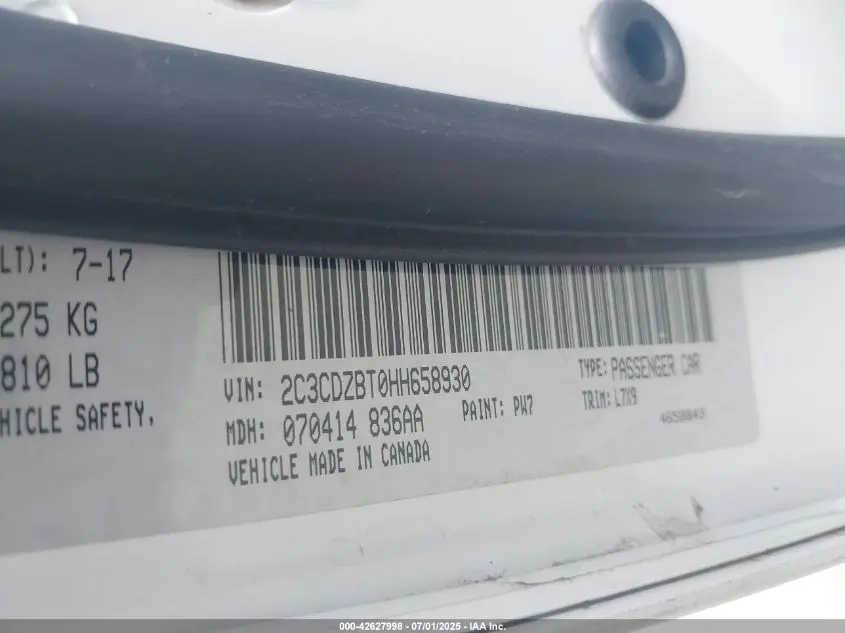 LT): 7-17
275 KG
810 LB
HICLE SAFETY,
VIN: 2C3CDZBT0HH658930
TYPE: PASSENGER CAR
MDH: 070414 836AA
PAINT: PW7
TRIM: L7X9
VEHICLE MADE IN CANADA
000-42627998 - 07/01/2025 - IAA Inc.